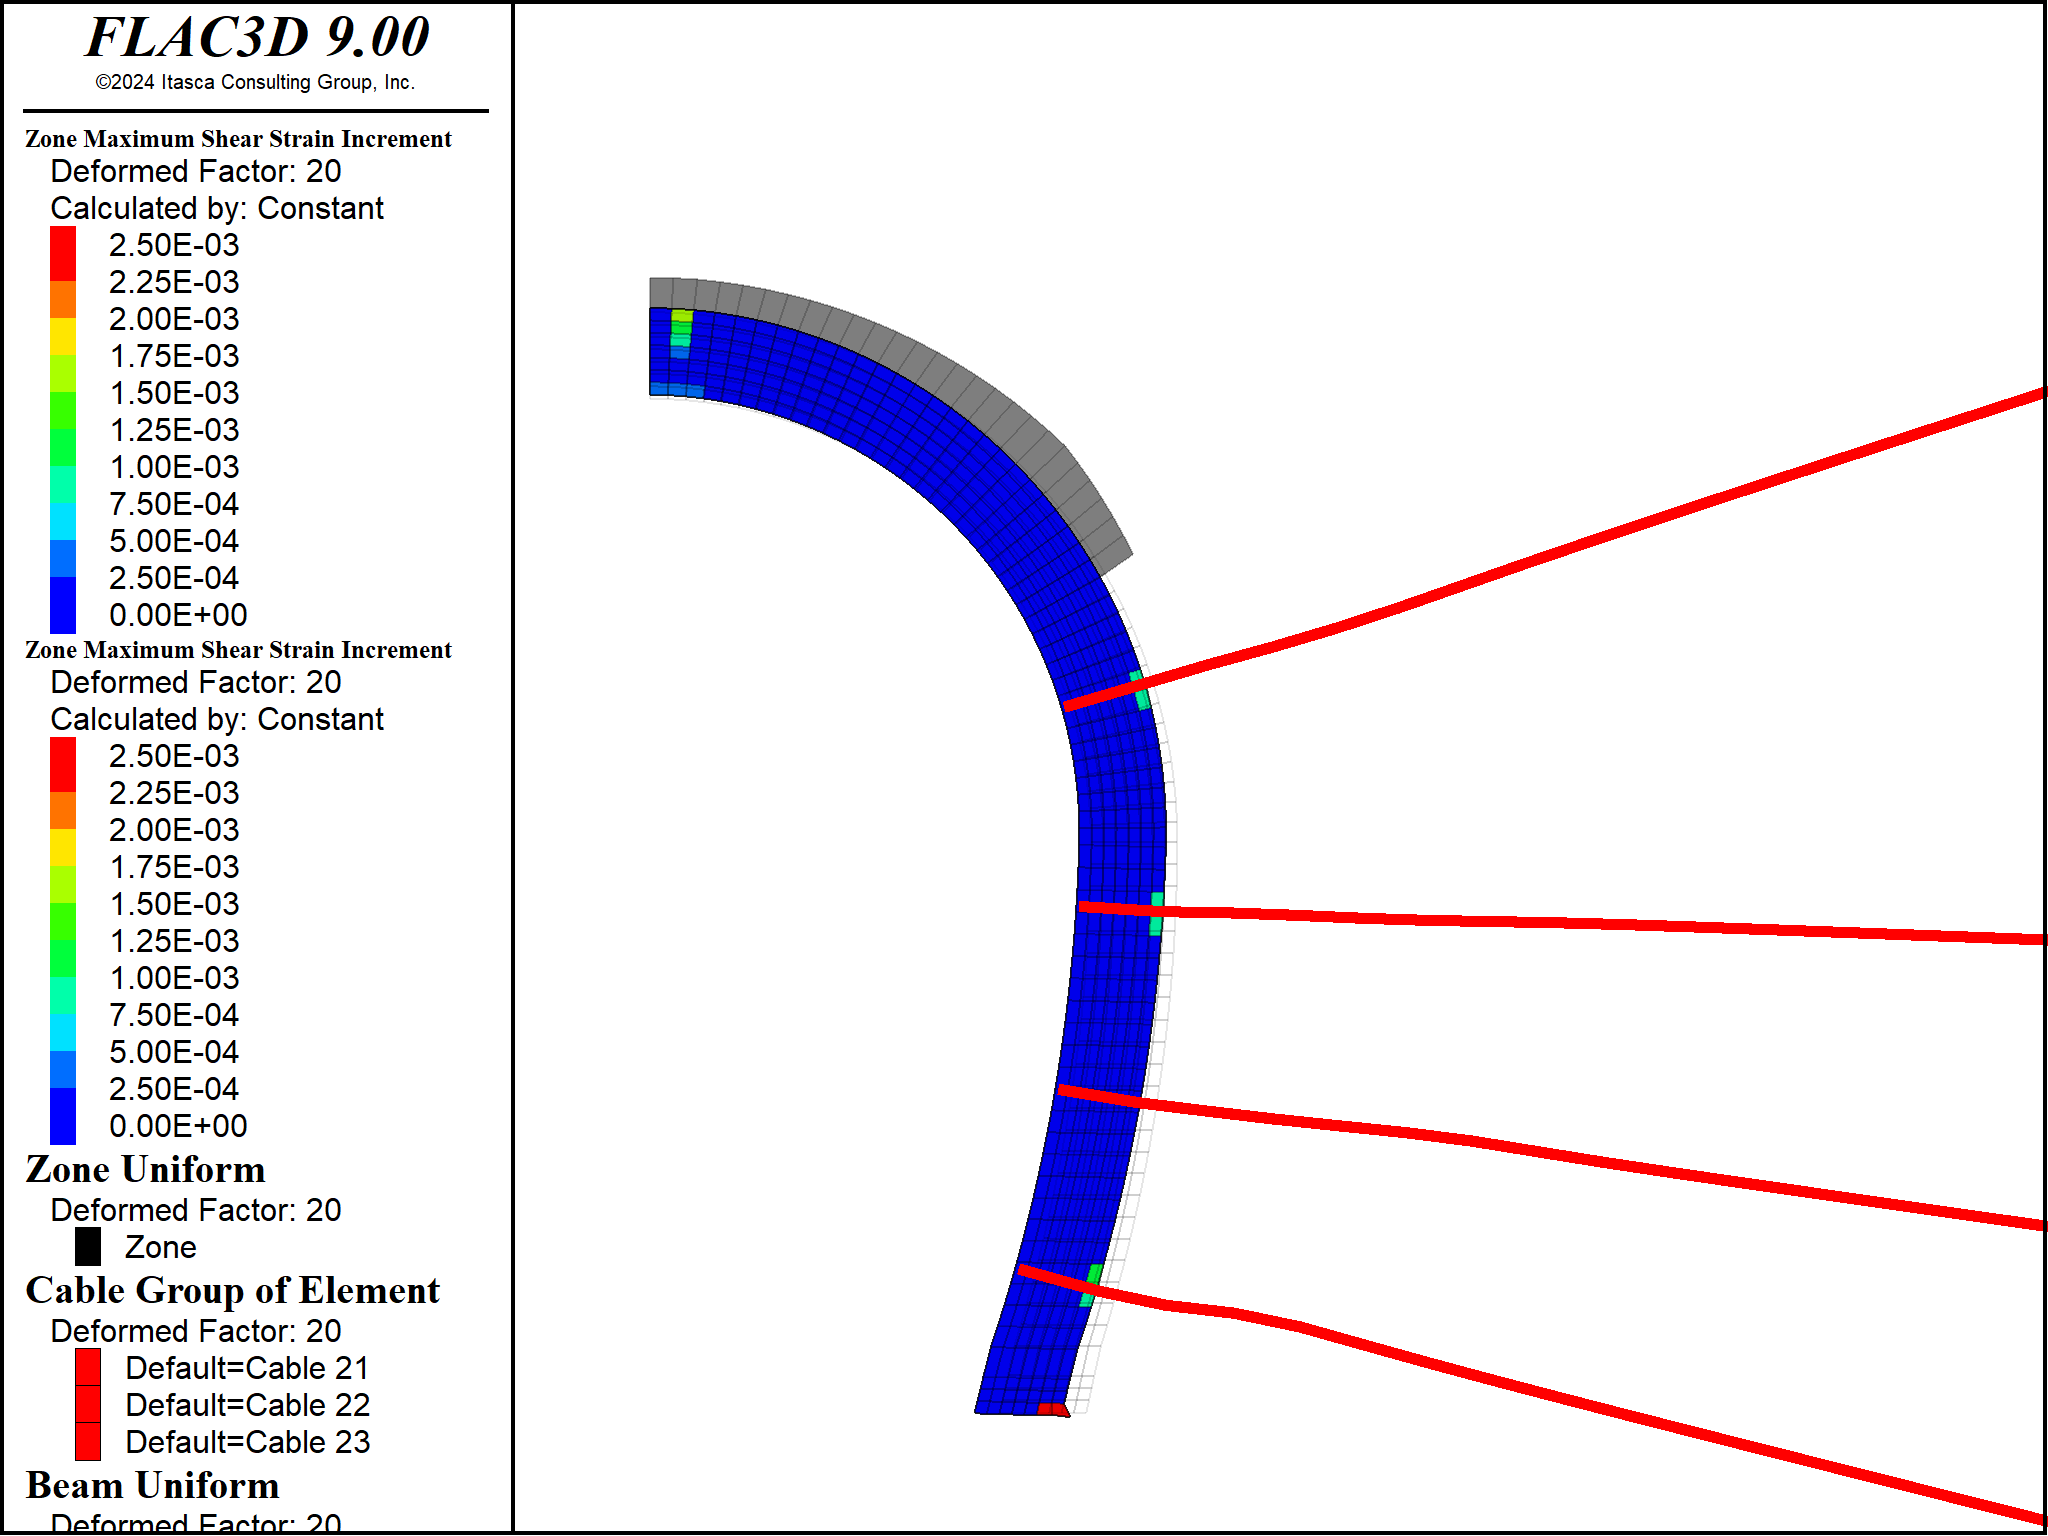 FLAC3D 9.00
©2024 Itasca Consulting Group, Inc.
Zone Maximum Shear Strain Increment
Deformed Factor: 20
Calculated by: Constant
2.50E-03
2.25E-03
2.00E-03
1.75E-03
1.50E-03
1.25E-03
1.00E-03
7.50E-04
5.00E-04
2.50E-04
0.00E+00
Zone Maximum Shear Strain Increment
Deformed Factor: 20
Calculated by: Constant
2.50E-03
2.25E-03
2.00E-03
1.75E-03
1.50E-03
1.25E-03
1.00E-03
7.50E-04
5.00E-04
2.50E-04
0.00E+00
Zone Uniform
Deformed Factor: 20
Zone
Cable Group of Element
Deformed Factor: 20
Default=Cable 21
Default=Cable 22
Default=Cable 23
Beam Uniform
Deformed Factor: 20